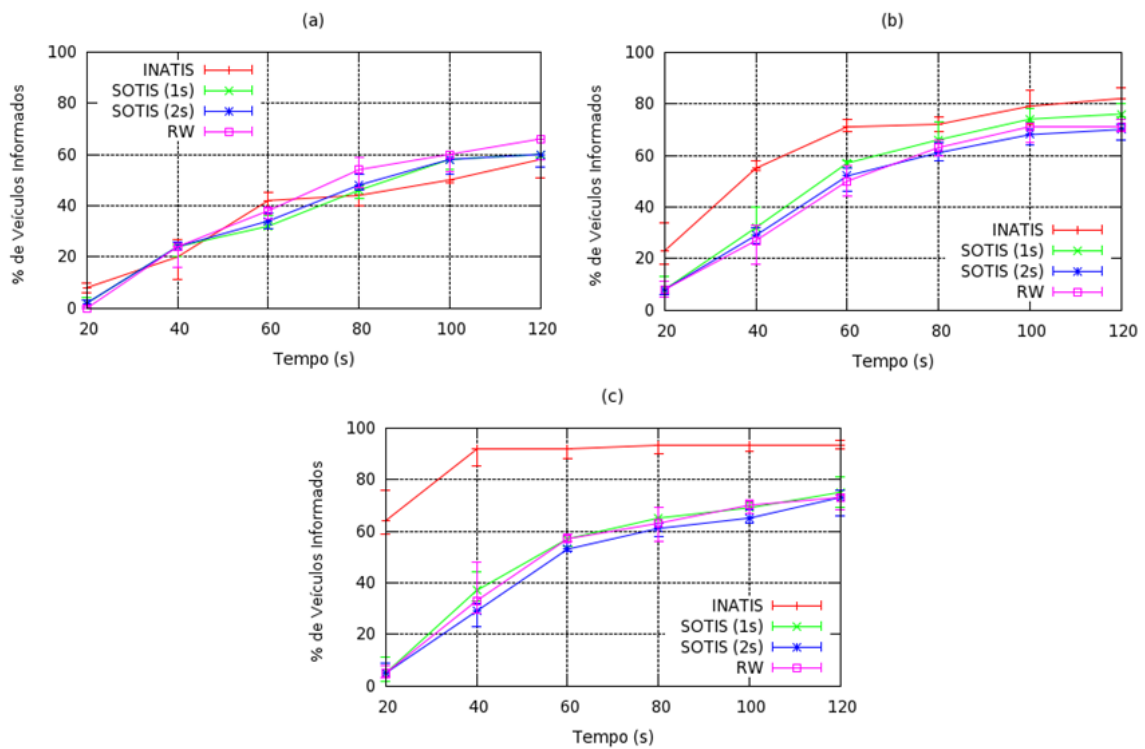 (a)
% de Veículos Informados
100
80
60
40
20
0
INATIS
SOTIS (1s)
SOTIS (2s)
RW
20 40 60 80 100 120
Tempo (s)
(b)
% de Veículos Informados
100
80
60
40
20
0
INATIS
SOTIS (1s)
SOTIS (2s)
RW
20 40 60 80 100 120
Tempo (s)
(c)
% de Veículos Informados
100
80
60
40
20
0
INATIS
SOTIS (1s)
SOTIS (2s)
RW
20 40 60 80 100 120
Tempo (s)